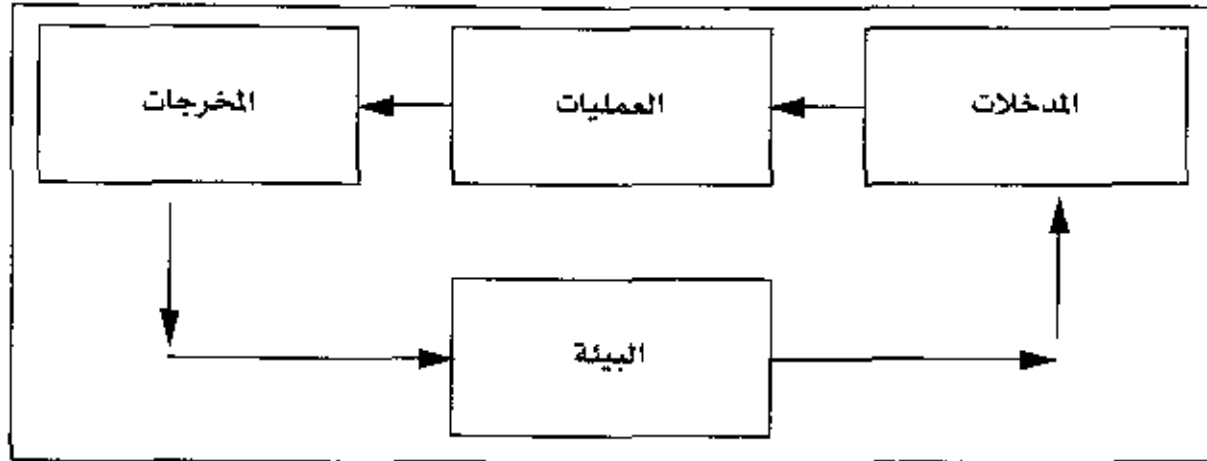 المدخلات
العمليات
المخرجات
البيئة